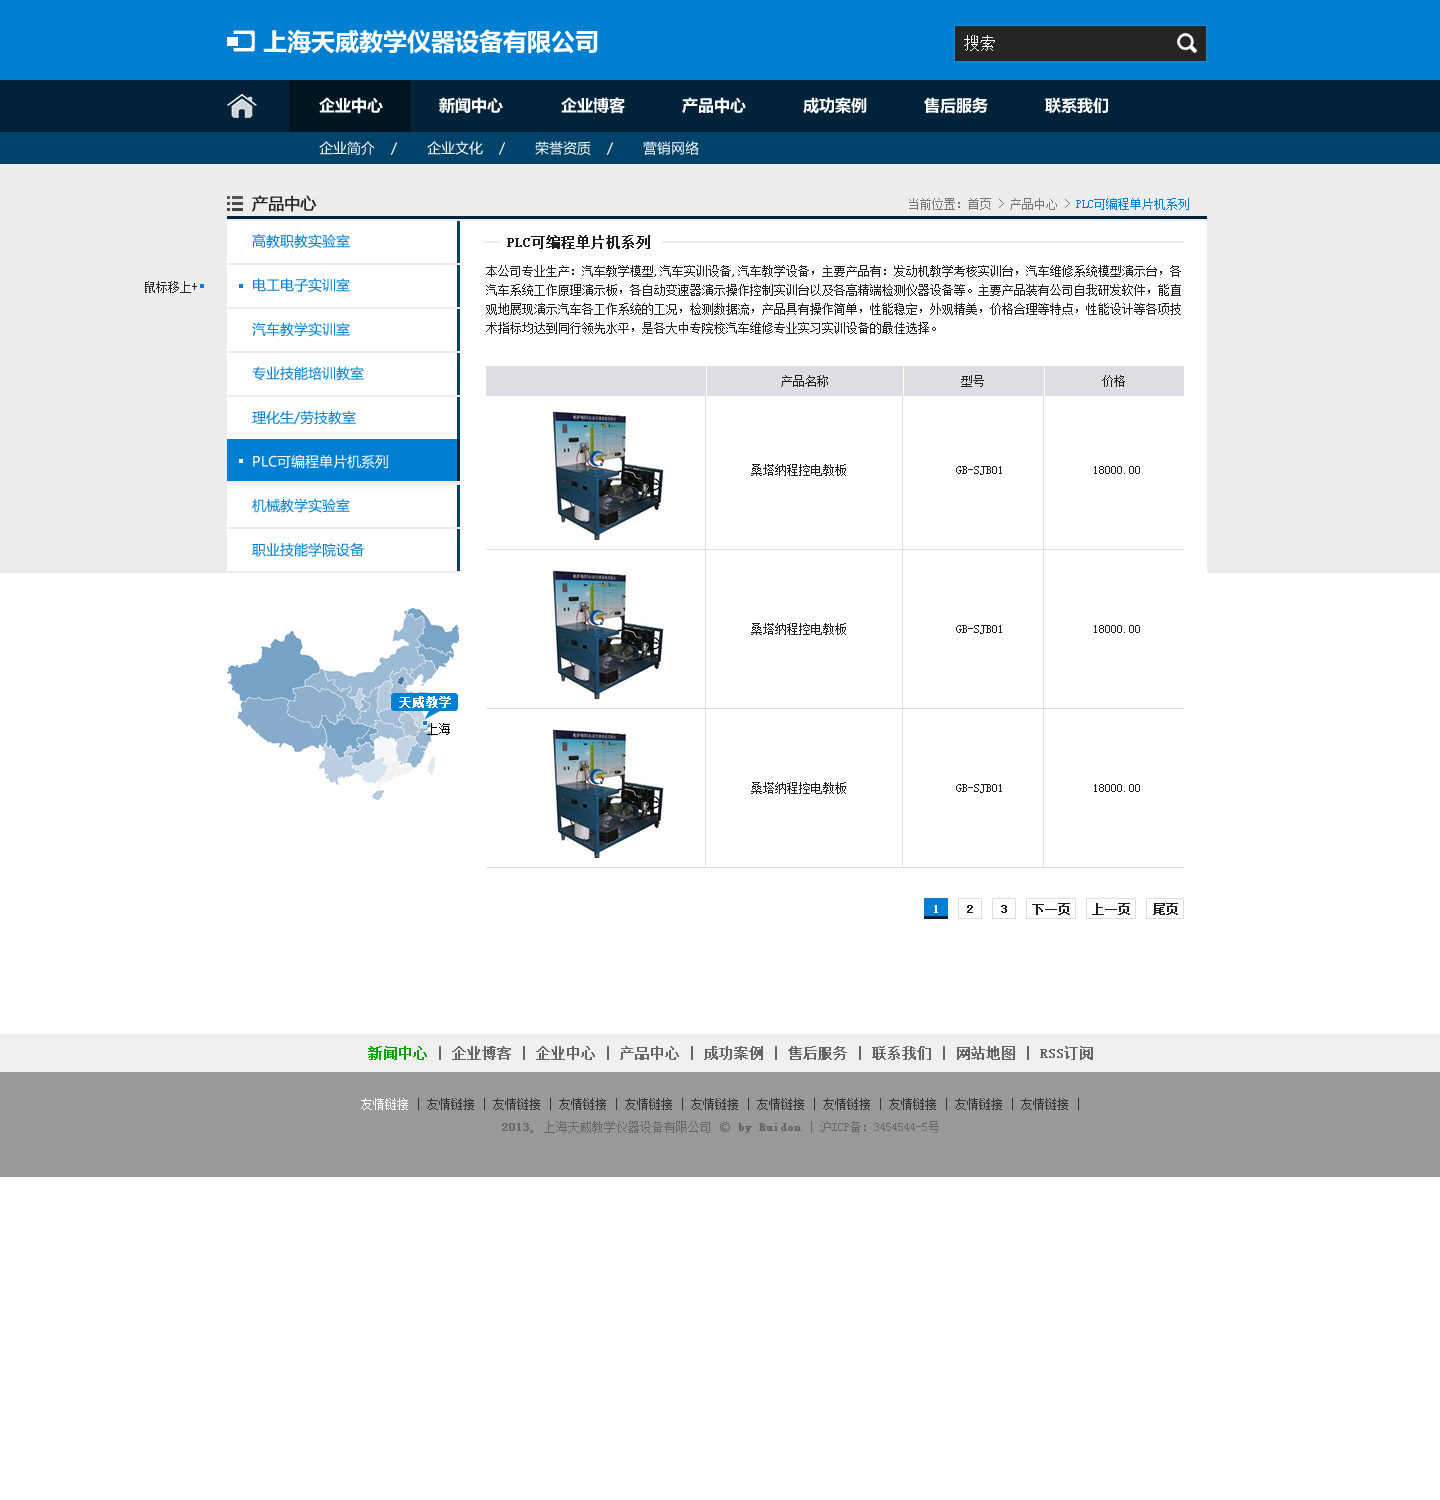 上海天威教学仪器设备有限公司
搜索
企业中心 新闻中心 企业博客 产品中心 成功案例 售后服务 联系我们
企业简介 / 企业文化 / 荣誉资质 / 营销网络
产品中心
当前位置：首页 > 产品中心 > PLC可编程单片机系列
高教职教实验室
鼠标移上+
电工电子实训室
汽车教学实训室
专业技能培训教室
理化生/劳技教室
PLC可编程单片机系列
机械教学实验室
职业技能学院设备
天威教学
上海
PLC可编程单片机系列
本公司专业生产：汽车教学模型,汽车实训设备,汽车教学设备，主要产品有：发动机教学考核实训台，汽车维修系统模型演示台，各
汽车系统工作原理演示板，各自动变速器演示操作控制实训台以及各高精端检测仪器设备等。主要产品装有公司自我研发软件，能直
观地展现演示汽车各工作系统的工况，检测数据流，产品具有操作简单，性能稳定，外观精美，价格合理等特点，性能设计等各项技
术指标均达到同行领先水平，是各大中专院校汽车维修专业实习实训设备的最佳选择。
产品名称 型号 价格
桑塔纳程控电教板 GB-SJB01 18000.00
桑塔纳程控电教板 GB-SJB01 18000.00
桑塔纳程控电教板 GB-SJB01 18000.00
1 2 3 下一页 上一页 尾页
新闻中心 | 企业博客 | 企业中心 | 产品中心 | 成功案例 | 售后服务 | 联系我们 | 网站地图 | RSS订阅
友情链接 | 友情链接 | 友情链接 | 友情链接 | 友情链接 | 友情链接 | 友情链接 | 友情链接 | 友情链接 | 友情链接 | 友情链接 |
2013, 上海天威教学仪器设备有限公司 © by Ruidon | 沪ICP备：3454544-5号